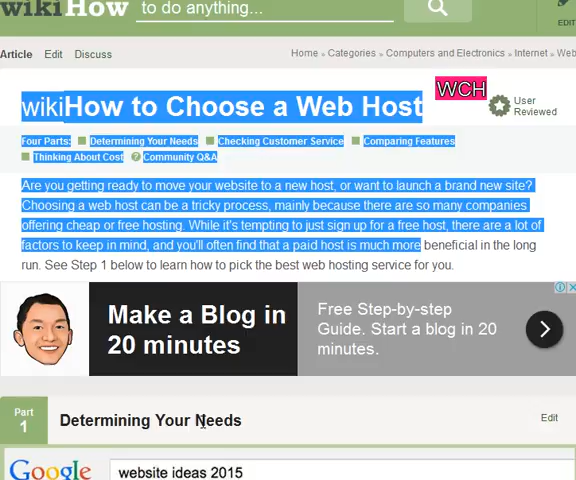 wikiHow to do anything...
EDIT
Article Edit Discuss
Home » Categories » Computers and Electronics » Internet » Web
wikiHow to Choose a Web Host
WCH
User
Reviewed
Four Parts: Determining Your Needs Checking Customer Service Comparing Features
Thinking About Cost Community Q&A
Are you getting ready to move your website to a new host, or want to launch a brand new site?
Choosing a web host can be a tricky process, mainly because there are so many companies
offering cheap or free hosting. While it's tempting to just sign up for a free host, there are a lot of
factors to keep in mind, and you'll often find that a paid host is much more beneficial in the long
run. See Step 1 below to learn how to pick the best web hosting service for you.
Make a Blog in
20 minutes
Free Step-by-step
Guide. Start a blog in 20
minutes.
Part
1
Determining Your Needs
Edit
Google
website ideas 2015